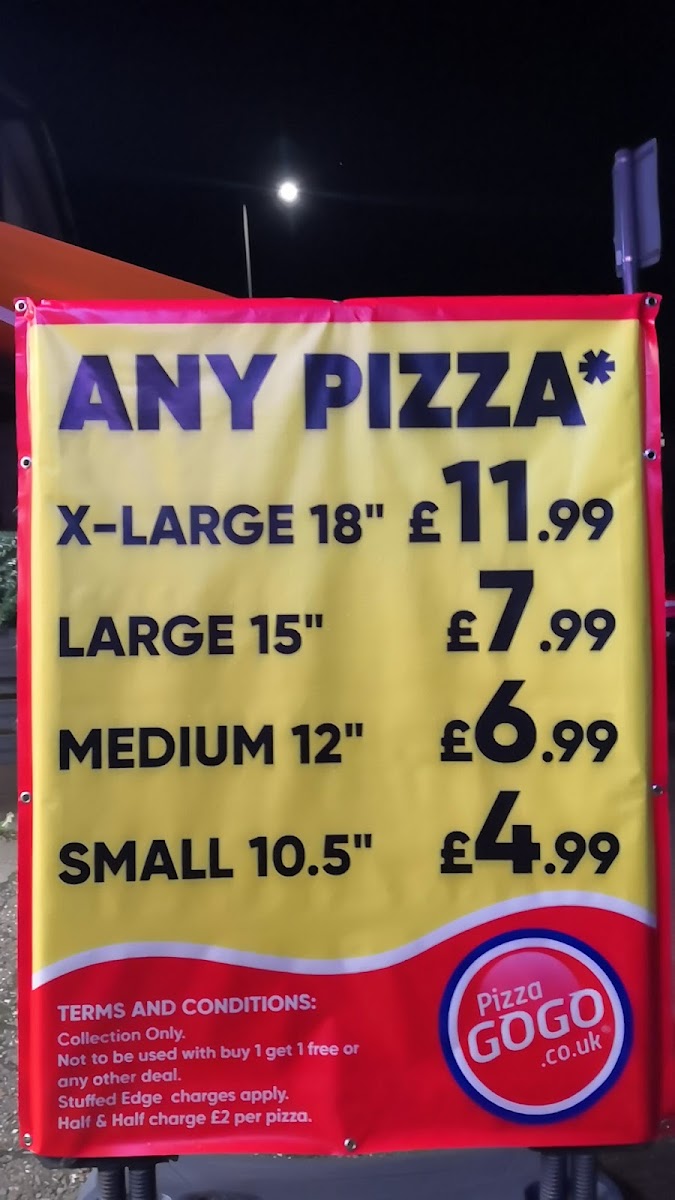 ANY PIZZA*
X-LARGE 18" £11.99
LARGE 15" £7.99
MEDIUM 12" £6.99
SMALL 10.5" £4.99
TERMS AND CONDITIONS:
Collection Only.
Not to be used with buy 1 get 1 free or
any other deal.
Stuffed Edge charges apply.
Half & Half charge £2 per pizza.
Pizza
GOGO®
.co.uk